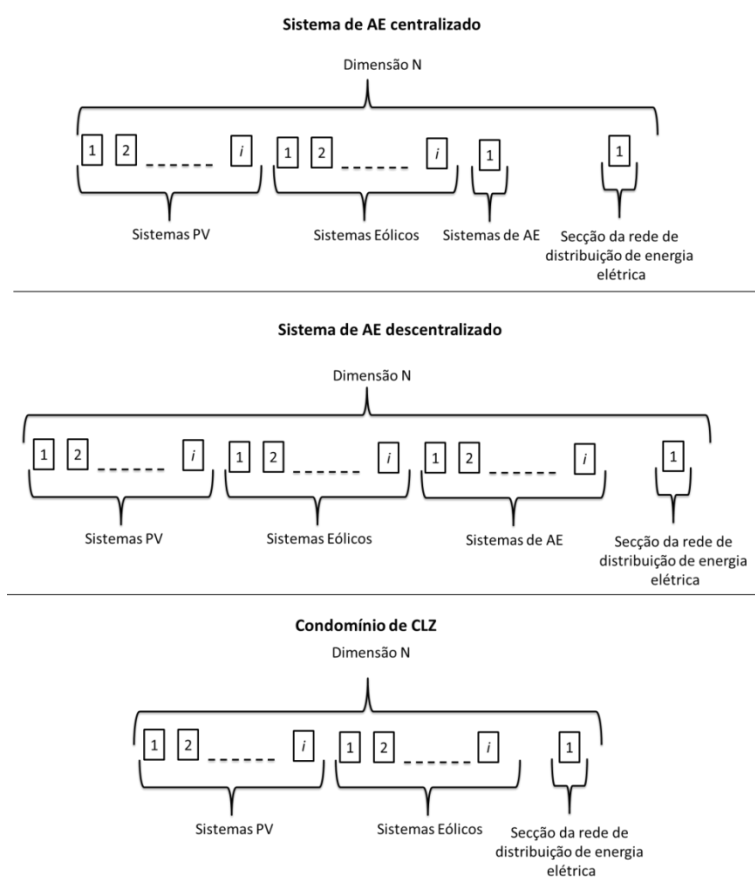 Sistema de AE centralizado
Dimensão N
1 2 i 1 2 i 1 1
Sistemas PV Sistemas Eólicos Sistemas de AE Secção da rede de
distribuição de energia
elétrica
Sistema de AE descentralizado
Dimensão N
1 2 i 1 2 i 1 2 i 1
Sistemas PV Sistemas Eólicos Sistemas de AE Secção da rede de
distribuição de energia
elétrica
Condomínio de CLZ
Dimensão N
1 2 i 1 2 i 1
Sistemas PV Sistemas Eólicos Secção da rede de
distribuição de energia
elétrica